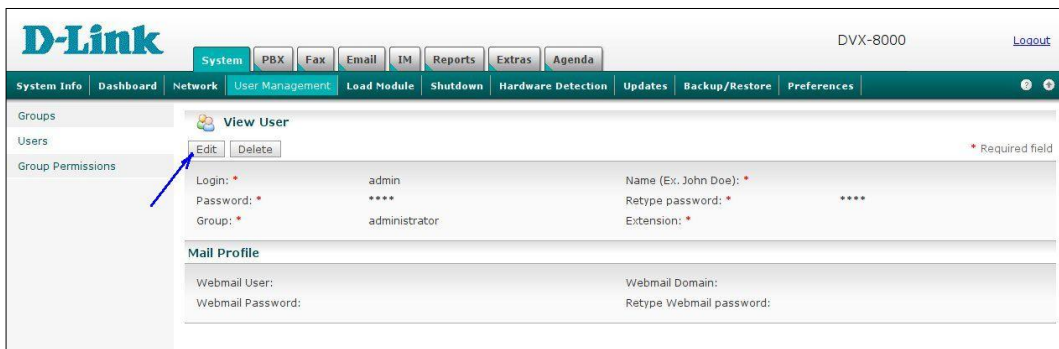 D-Link
DVX-8000
Logout
System PBX Fax Email IM Reports Extras Agenda
System Info Dashboard Network User Management Load Module Shutdown Hardware Detection Updates Backup/Restore Preferences
Groups
Users
Group Permissions
View User
Edit Delete
* Required field
Login: * admin Name (Ex. John Doe): *
Password: * **** Retype password: * ****
Group: * administrator Extension: *
Mail Profile
Webmail User: Webmail Domain:
Webmail Password: Retype Webmail password: